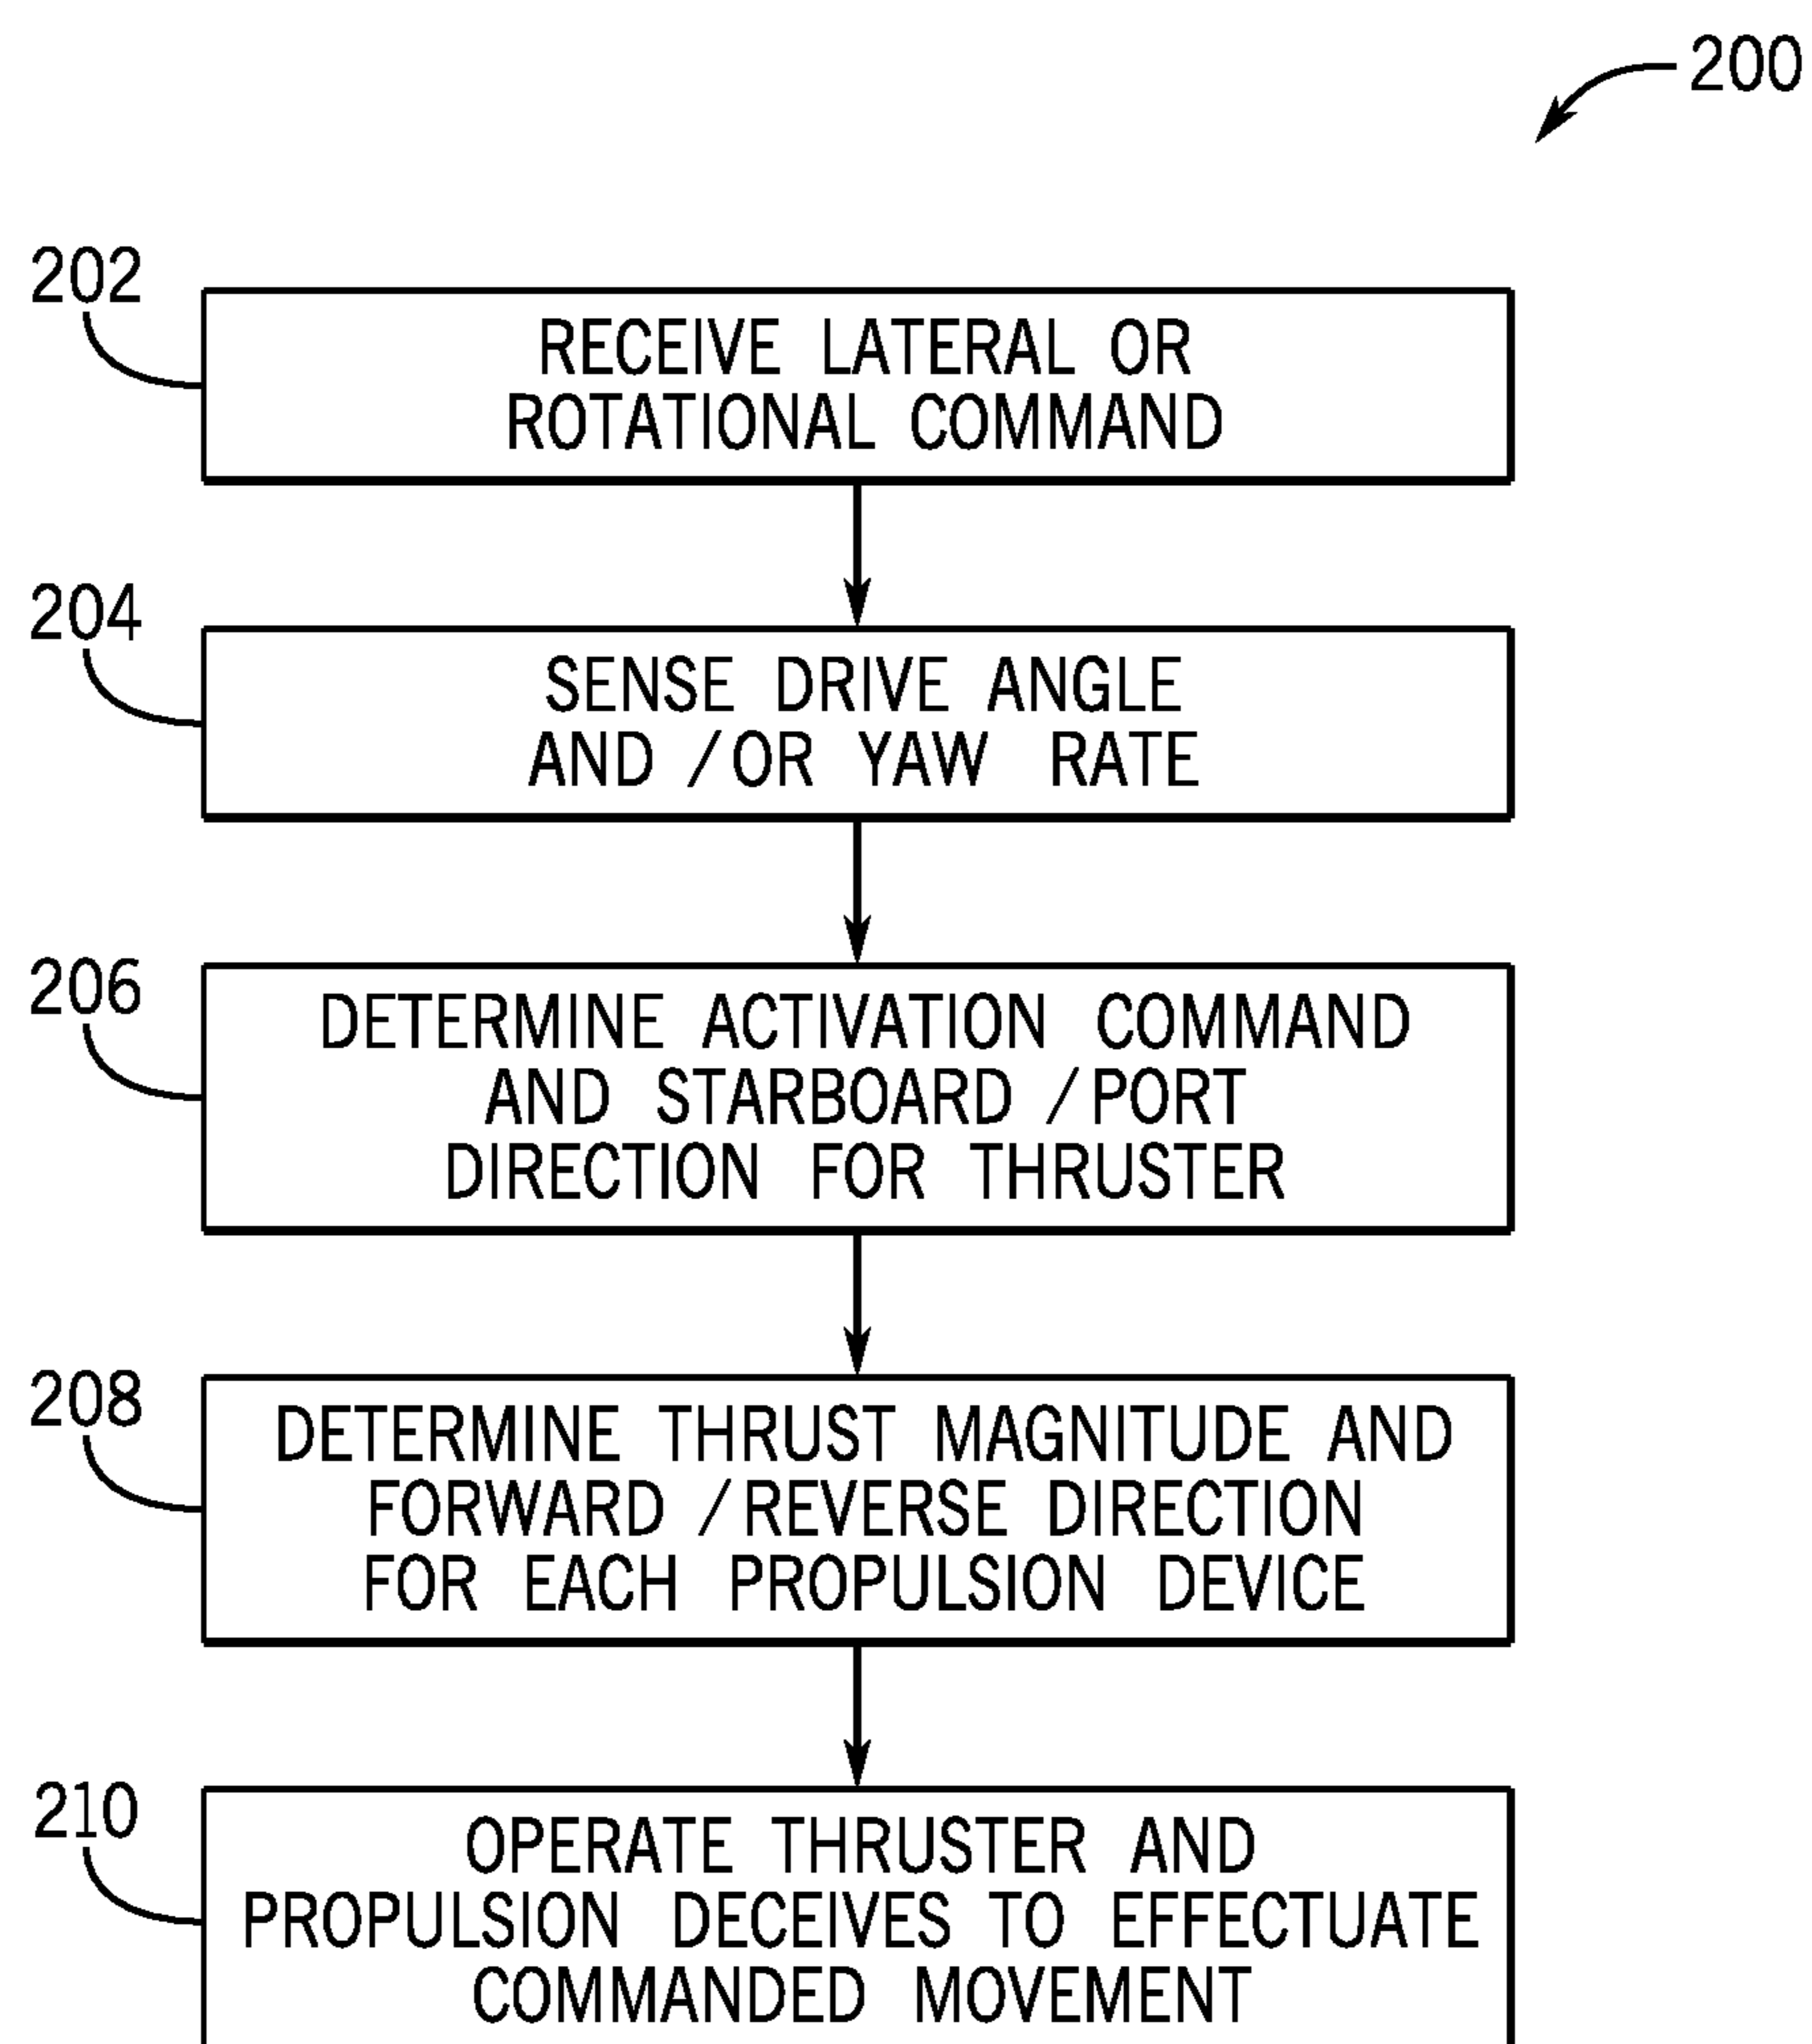 200
202
RECEIVE LATERAL OR
ROTATIONAL COMMAND
204
SENSE DRIVE ANGLE
AND /OR YAW RATE
206
DETERMINE ACTIVATION COMMAND
AND STARBOARD /PORT
DIRECTION FOR THRUSTER
208
DETERMINE THRUST MAGNITUDE AND
FORWARD /REVERSE DIRECTION
FOR EACH PROPULSION DEVICE
210
OPERATE THRUSTER AND
PROPULSION DECEIVES TO EFFECTUATE
COMMANDED MOVEMENT